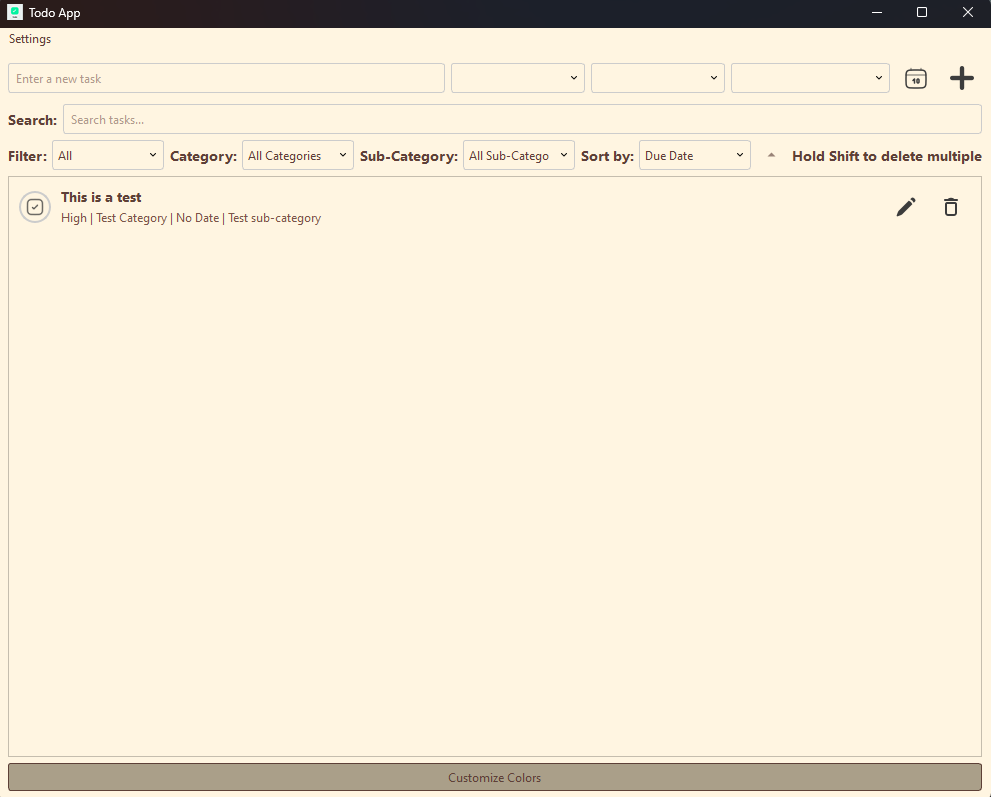 Todo App
Settings
Enter a new task
10
Search: Search tasks...
Filter: All Category: All Categories Sub-Category: All Sub-Catego Sort by: Due Date Hold Shift to delete multiple
This is a test
High | Test Category | No Date | Test sub-category
Customize Colors